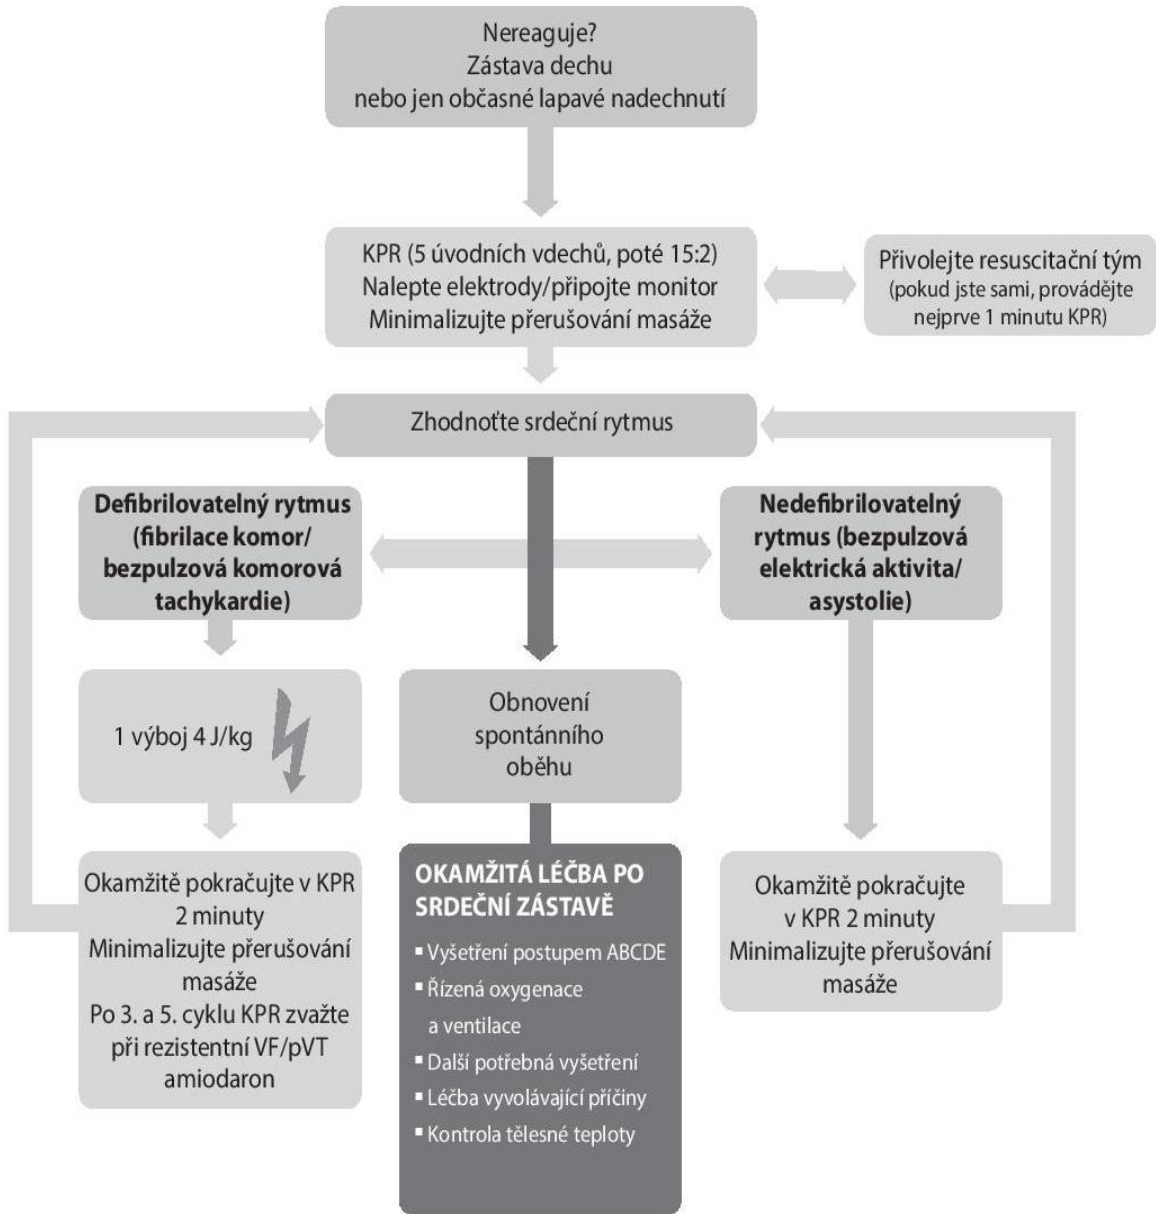 Nereaguje?
Zástava dechu
nebo jen občasné lapavé nadechnutí
KPR (5 úvodních vdechů, poté 15:2)
Nalepte elektrody/připojte monitor
Minimalizujte přerušování masáže
Přivolejte resuscitační tým
(pokud jste sami, provádějte
nejprve 1 minutu KPR)
Zhodnoťte srdeční rytmus
Defibrilovatelný rytmus
(fibrilace komor/
bezpulzová komorová
tachykardie)
Nedefibrilovatelný
rytmus (bezpulzová
elektrická aktivita/
asystolie)
1 výboj 4 J/kg
Obnovení
spontánního
oběhu
Okamžitě pokračujte v KPR
2 minuty
Minimalizujte přerušování
masáže
Po 3. a 5. cyklu KPR zvažte
při rezistentní VF/pVT
amiodaron
OKAMŽITÁ LÉČBA PO
SRDEČNÍ ZÁSTAVĚ
▪ Vyšetření postupem ABCDE
▪ Řízená oxygenace
a ventilace
▪ Další potřebná vyšetření
▪ Léčba vyvolávající příčiny
▪ Kontrola tělesné teploty
Okamžitě pokračujte
v KPR 2 minuty
Minimalizujte přerušování
masáže